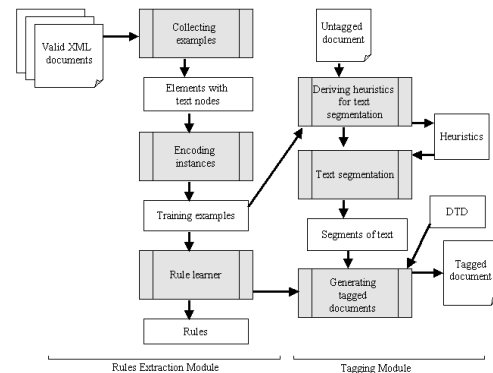 Valid XML
documents
Collecting
examples
Elements with
text nodes
Encoding
instances
Training examples
Rule learner
Rules
Rules Extraction Module
Untagged
document
Deriving heuristics
for text
segmentation
Heuristics
Text segmentation
Segments of text
DTD
Generating
tagged
documents
Tagged
document
Tagging Module